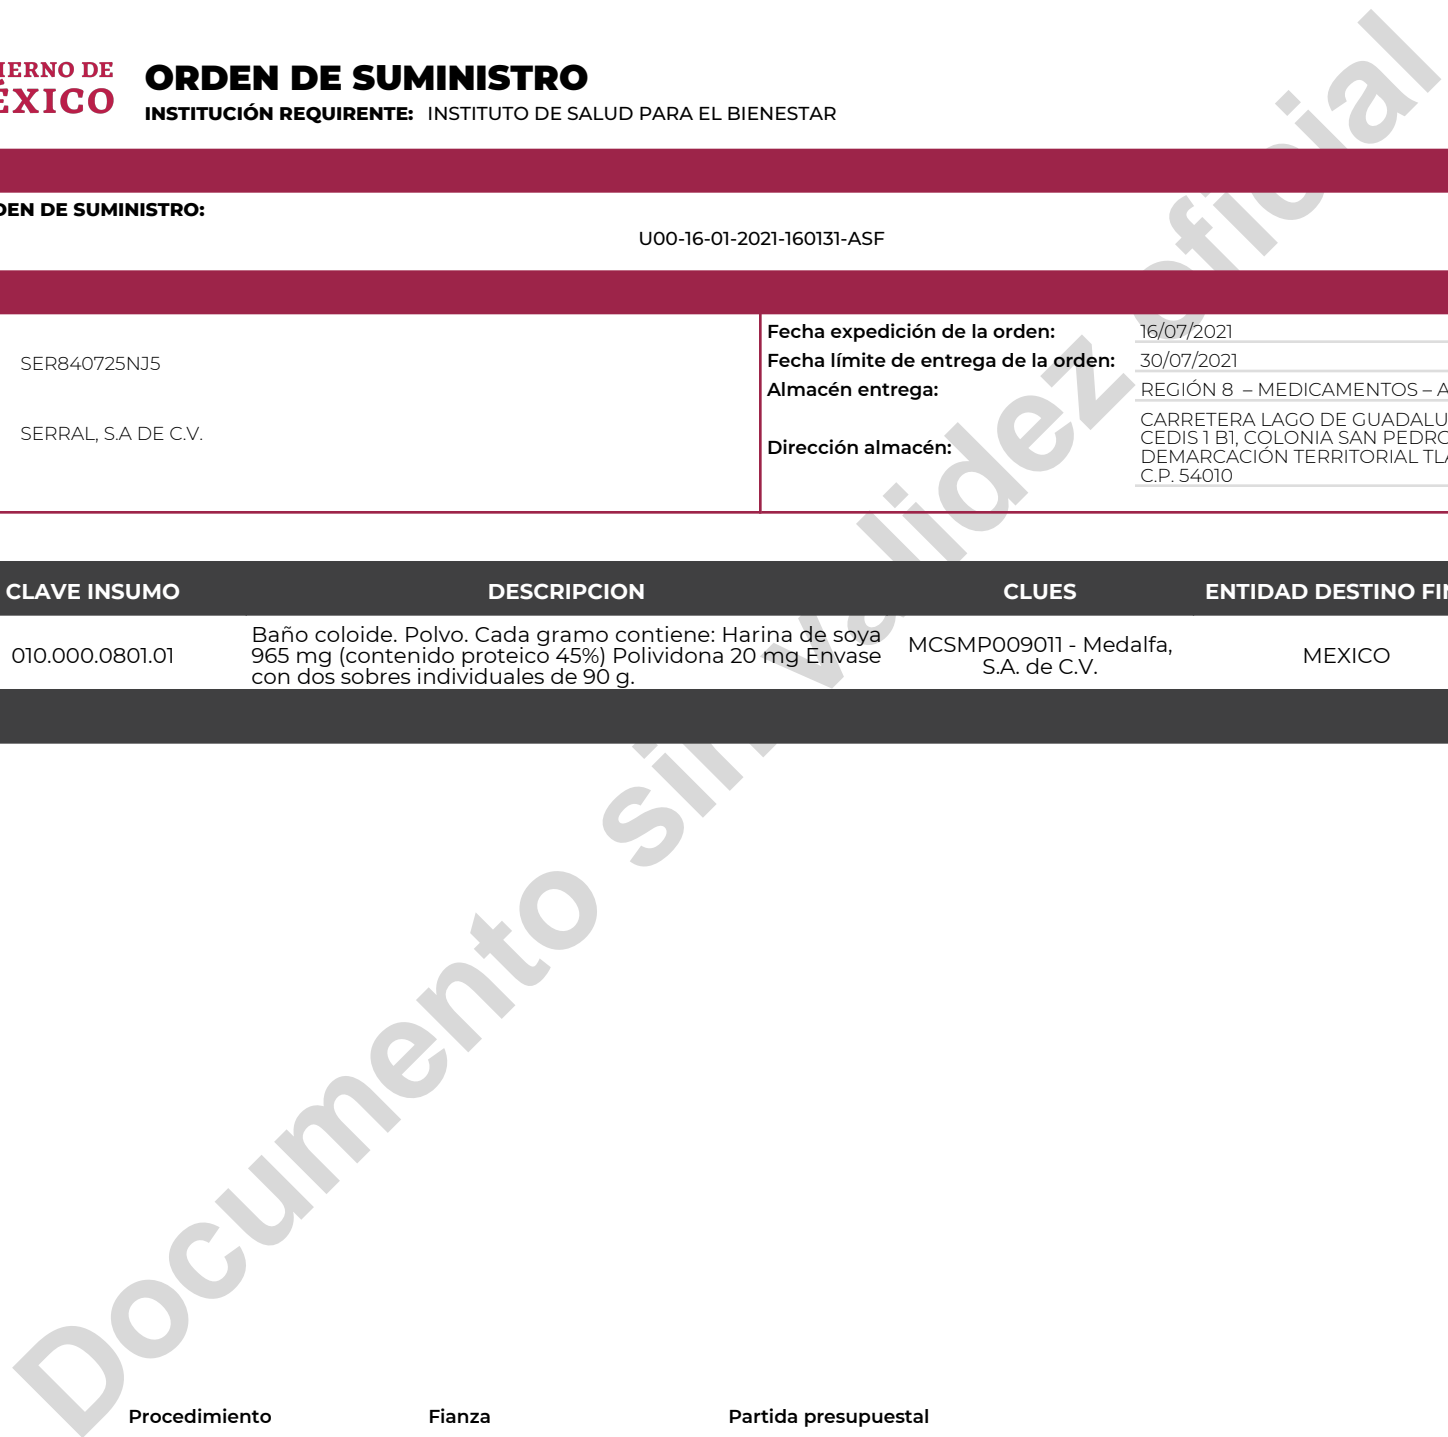 IERNO DE
ÉXICO
ORDEN DE SUMINISTRO
INSTITUCIÓN REQUIRENTE: INSTITUTO DE SALUD PARA EL BIENESTAR
DEN DE SUMINISTRO:
U00-16-01-2021-160131-ASF
SER840725NJ5
SERRAL, S.A DE C.V.
Fecha expedición de la orden: 16/07/2021
Fecha límite de entrega de la orden: 30/07/2021
Almacén entrega: REGIÓN 8 – MEDICAMENTOS – A
Dirección almacén: CARRETERA LAGO DE GUADALU
CEDIS 1 B1, COLONIA SAN PEDRO
DEMARCACIÓN TERRITORIAL TLA
C.P. 54010
CLAVE INSUMO DESCRIPCION CLUES ENTIDAD DESTINO FIN
010.000.0801.01
Baño coloide. Polvo. Cada gramo contiene: Harina de soya
965 mg (contenido proteico 45%) Polividona 20 mg Envase
con dos sobres individuales de 90 g.
MCSMP009011 - Medalfa,
S.A. de C.V.
MEXICO
Documento sin validez oficial
Procedimiento Fianza Partida presupuestal